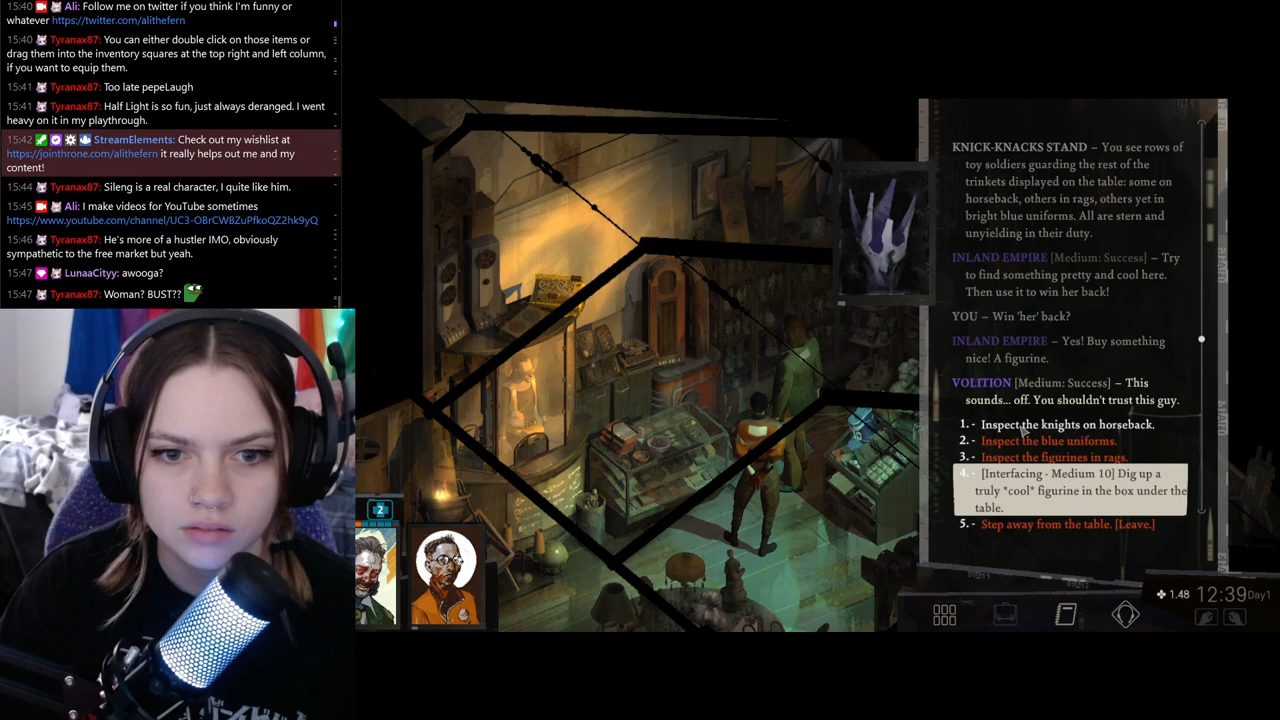 15:40 Ali: Follow me on twitter if you think I'm funny or
whatever https://twitter.com/alithefern
15:40 Tyranax87: You can either double click on those items or
drag them into the inventory squares at the top right and left column,
if you want to equip them.
15:41 Tyranax87: Too late pepeLaugh
15:41 Tyranax87: Half Light is so fun, just always deranged. I went
heavy on it in my playthrough.
15:42 StreamElements: Check out my wishlist at
https://jointhrone.com/alithefern it really helps out me and my
content!
15:44 Tyranax87: Sileng is a real character, I quite like him.
15:45 Ali: I make videos for YouTube sometimes
https://www.youtube.com/channel/UC3-OBrCWBZuPfkoQZ2hk9yQ
15:46 Tyranax87: He's more of a hustler IMO, obviously
sympathetic to the free market but yeah.
15:47 LunaaCityy: awooga?
15:47 Tyranax87: Woman? BUST??
KNICK-KNACKS STAND – You see rows of
toy soldiers guarding the rest of the
trinkets displayed on the table: some on
horseback, others in rags, others yet in
bright blue uniforms. All are stern and
unyielding in their duty.
INLAND EMPIRE [Medium: Success] – Try
to find something pretty and cool here.
Then use it to win her back!
YOU – Win 'her' back?
INLAND EMPIRE – Yes! Buy something
nice! A figurine.
VOLITION [Medium: Success] – This
sounds... off. You shouldn't trust this guy.
1. - Inspect the knights on horseback.
2. - Inspect the blue uniforms.
3. - Inspect the figurines in rags.
4. - [Interfacing - Medium 10] Dig up a
truly *cool* figurine in the box under the
table.
5. - Step away from the table. [Leave.]
2
1.48 12:39 Day1